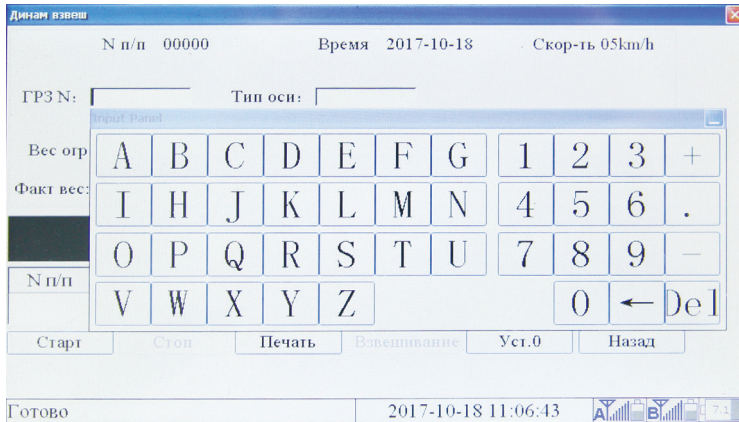 Динам взвеш
N п/п 00000 Время 2017-10-18 Скор-ть 05km/h
ГРЗ N: Тип оси:
Input Panel
Вес огр
Факт вес:
A B C D E F G 1 2 3 +
I H J K L M N 4 5 6 .
O P Q R S T U 7 8 9 —
N п/п
V W X Y Z 0 ← Del
Старт Стоп Печать Взвешивание Уст.0 Назад
Готово 2017-10-18 11:06:43 A B 7.1